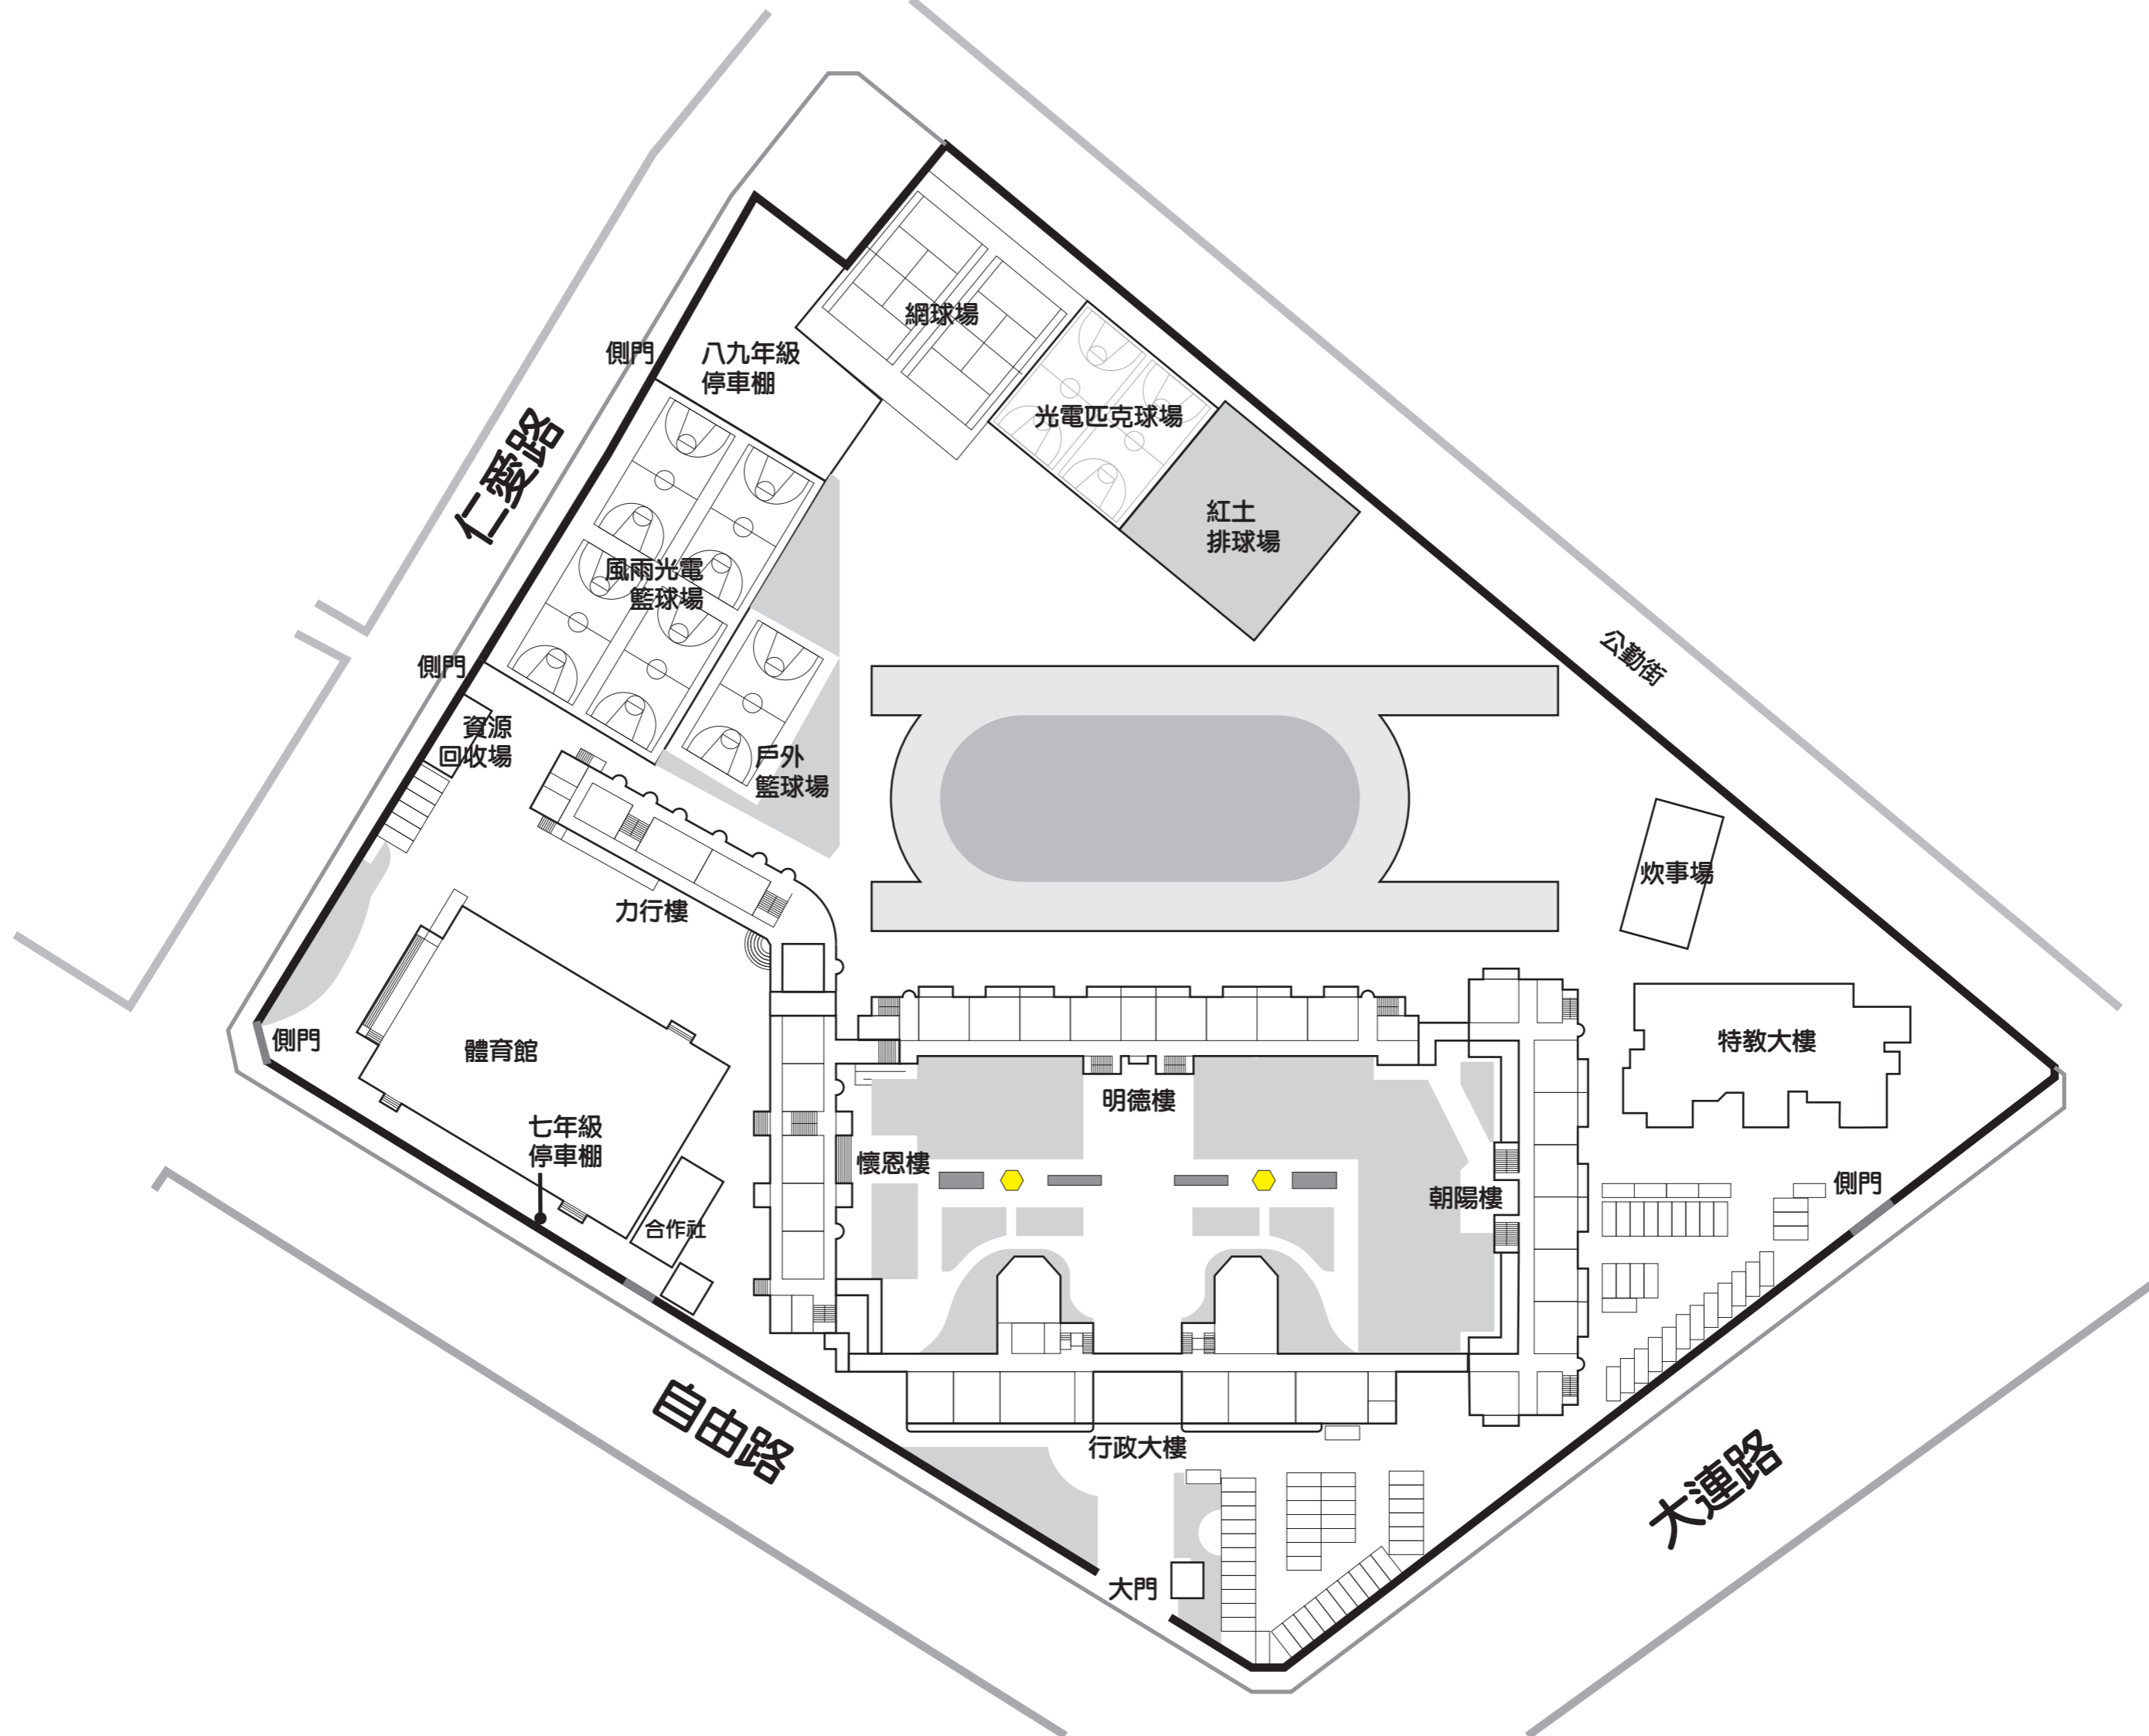 網球場
側門
八九年級
停車棚
光電匹克球場
仁愛路
紅土
排球場
風雨光電
籃球場
公勤街
側門
資源
回收場
戶外
籃球場
炊事場
力行樓
側門
體育館
特教大樓
明德樓
七年級
停車棚
懷恩樓
朝陽樓
側門
合作社
自由路
行政大樓
大連路
大門